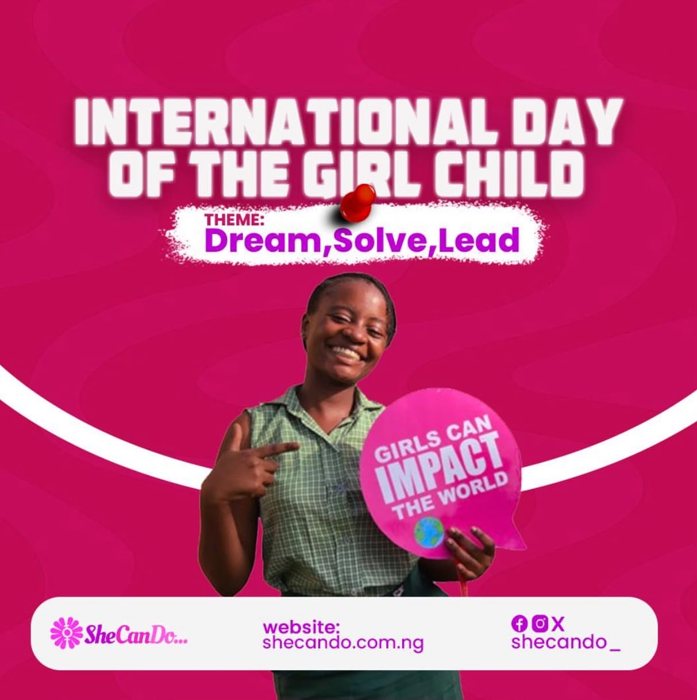 INTERNATIONAL DAY
OF THE GIRL CHILD
THEME:
Dream,Solve,Lead
GIRLS CAN
IMPACT
THE WORLD
SheCanDo...
website:
shecando.com.ng
X
shecando_